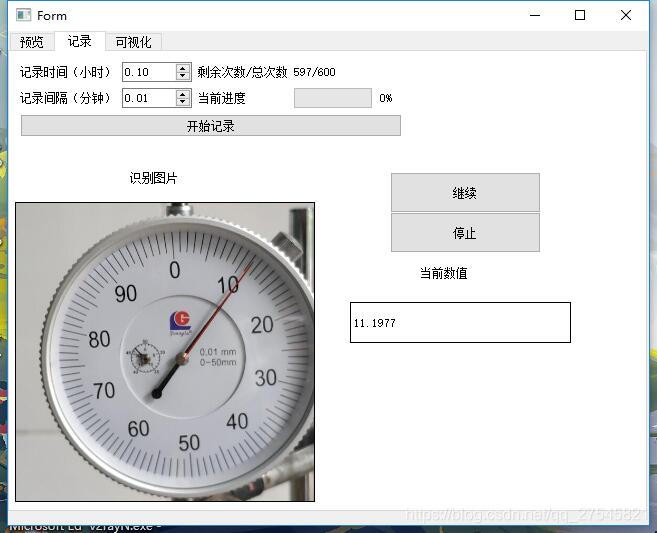 Form
预览 记录 可视化
记录时间（小时） 0.10 剩余次数/总次数 597/600
记录间隔（分钟） 0.01 当前进度 0%
开始记录
识别图片
继续
停止
当前数值
11.1977
0
10
20
30
40
50
60
70
80
90
G
0.01 mm
0-50mm
https://blog.csdn.net/qq_27545821
Microsoft Ed v2rayN.exe -